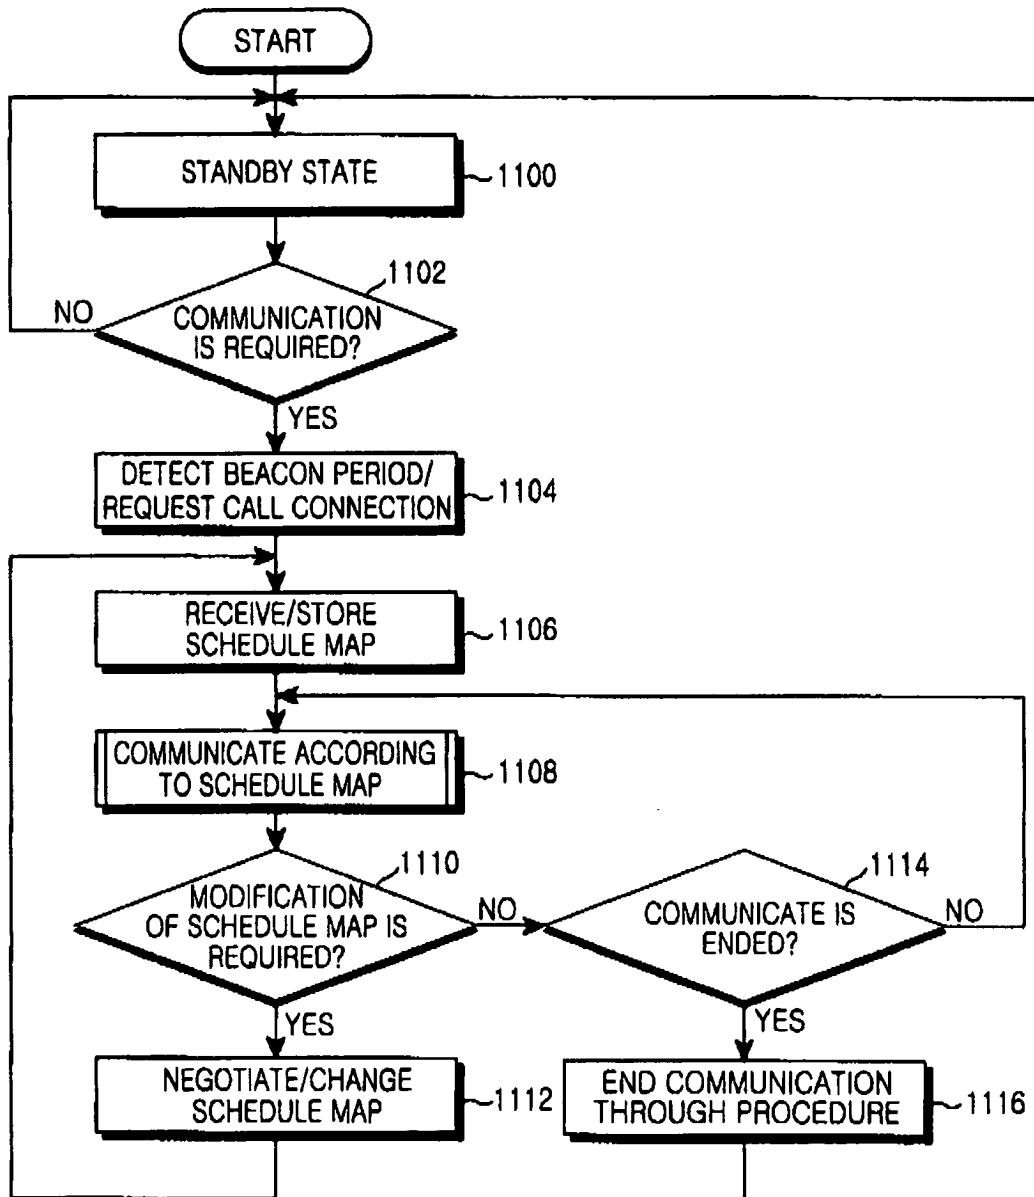 START
STANDBY STATE
1100
1102
COMMUNICATION
IS REQUIRED?
NO
YES
DETECT BEACON PERIOD/
REQUEST CALL CONNECTION
1104
RECEIVE/STORE
SCHEDULE MAP
1106
COMMUNICATE ACCORDING
TO SCHEDULE MAP
1108
1110
MODIFICATION
OF SCHEDULE MAP IS
REQUIRED?
NO
YES
1114
COMMUNICATE IS
ENDED?
NO
YES
NEGOTIATE/CHANGE
SCHEDULE MAP
1112
END COMMUNICATION
THROUGH PROCEDURE
1116